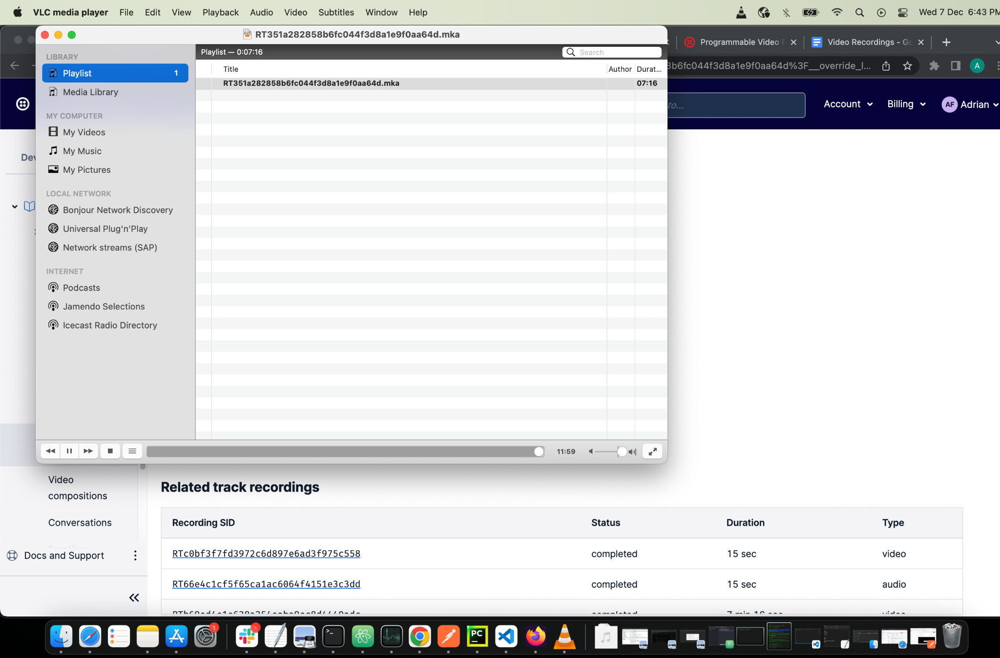 VLC media player File Edit View Playback Audio Video Subtitles Window Help Wed 7 Dec 6:43 PM
RT351a282858b6fc044f3d8a1e9f0aa64d.mka
Programmable Video
Video Recordings - Go
LIBRARY
Playlist 1
Media Library
MY COMPUTER
My Videos
My Music
My Pictures
LOCAL NETWORK
Bonjour Network Discovery
Universal Plug'n'Play
Network streams (SAP)
INTERNET
Podcasts
Jamendo Selections
Icecast Radio Directory
Playlist — 0:07:16 Search
Title Author Durat...
RT351a282858b6fc044f3d8a1e9f0aa64d.mka 07:16
11:59
b6fc044f3d8a1e9f0aa64d%3F__override_l... A
to... Account Billing AF Adrian
Dev
Video
compositions
Conversations
Docs and Support
Related track recordings
Recording SID Status Duration Type
RTc0bf3f7fd3972c6d897e6ad3f975c558 completed 15 sec video
RT66e4c1cf5f65ca1ac6064f4151e3c3dd completed 15 sec audio
completed 7 min 16 sec video
1
PC